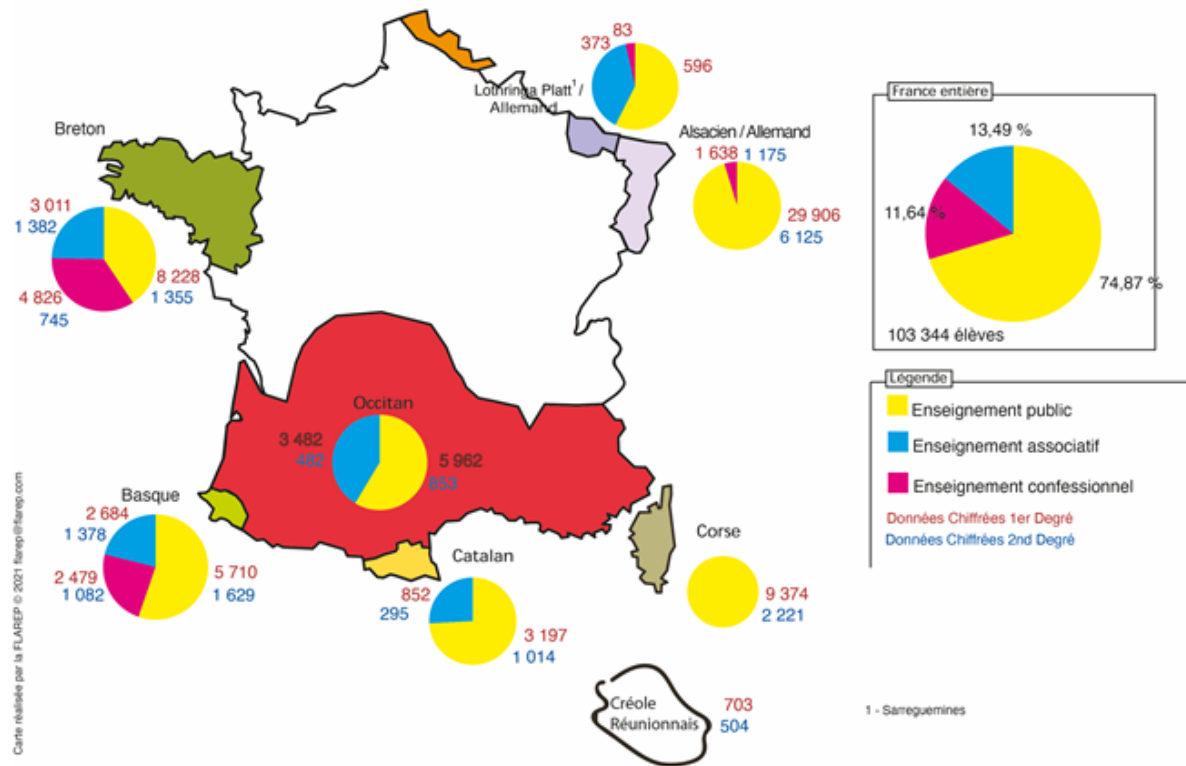 83
373
596
Lothringa Platt¹/
Allemand
Alsacien / Allemand
1 638 1 175
29 906
6 125
Breton
3 011
1 382
8 228
1 355
4 826
745
France entière
13,49 %
11,64 %
74,87 %
103 344 élèves
Légende
Enseignement public
Enseignement associatif
Enseignement confessionnel
Données Chiffrées 1er Degré
Données Chiffrées 2nd Degré
Occitan
3 482
482
5 962
853
Basque
2 684
1 378
2 479
1 082
5 710
1 629
Catalan
852
295
3 197
1 014
Corse
9 374
2 221
Créole
Réunionnais
703
504
1 - Sarreguemines
Carte réalisée par la FLAREP © 2021 flarep@flarep.com